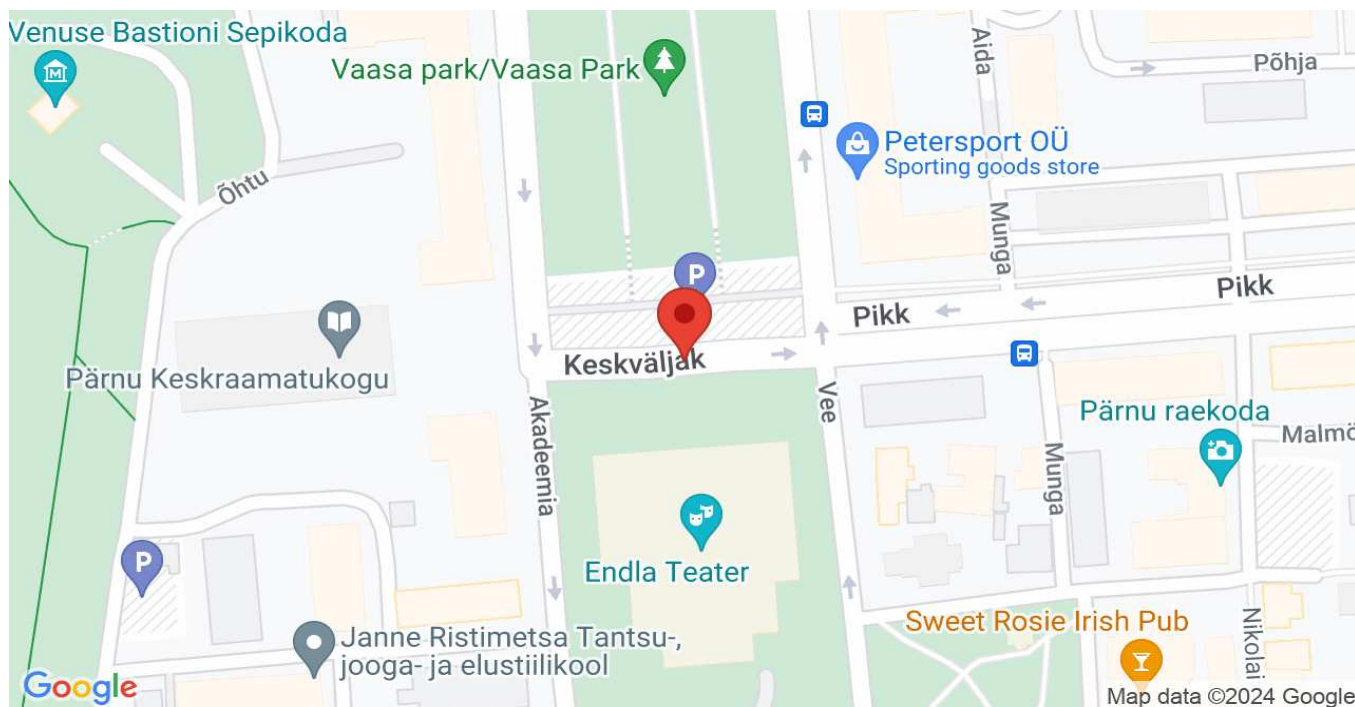 Venuse Bastioni Sepikoda
Vaasa park/Vaasa Park
Aida
Põhja
Petersport OÜ
Sporting goods store
Õhtu
Munga
P
Pikk
Pikk
Keskväljak
Pärnu Keskraamatukogu
Akadeemia
Vee
Pärnu raekoda
Malmö
Munga
P
Endla Teater
Sweet Rosie Irish Pub
Nikolai
Janne Ristimetsa Tantsu-,
jooga- ja elustiilikool
Google
Map data ©2024 Google